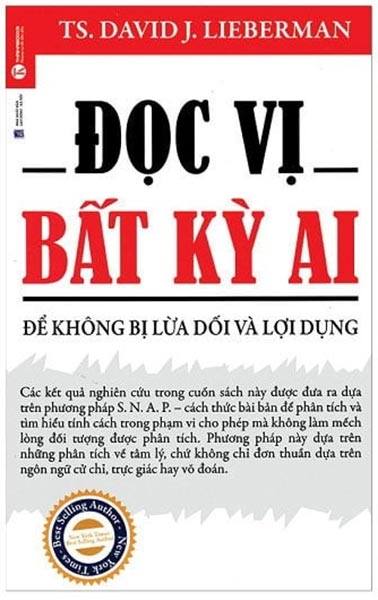 TS. DAVID J. LIEBERMAN
ĐỌC VỊ
BẤT KỲ AI
ĐỂ KHÔNG BỊ LỪA DỐI VÀ LỢI DỤNG
Các kết quả nghiên cứu trong cuốn sách này được đưa ra dựa
trên phương pháp S. N. A. P. – cách thức bài bản để phân tích và
tìm hiểu tính cách trong phạm vi cho phép mà không làm mếch
lòng đối tượng được phân tích. Phương pháp này dựa trên
những phân tích về tâm lý, chứ không chỉ đơn thuần dựa trên
ngôn ngữ cử chỉ, trực giác hay võ đoán.
Best Selling Author -
New York Times
Best Selling Author
New York Times -